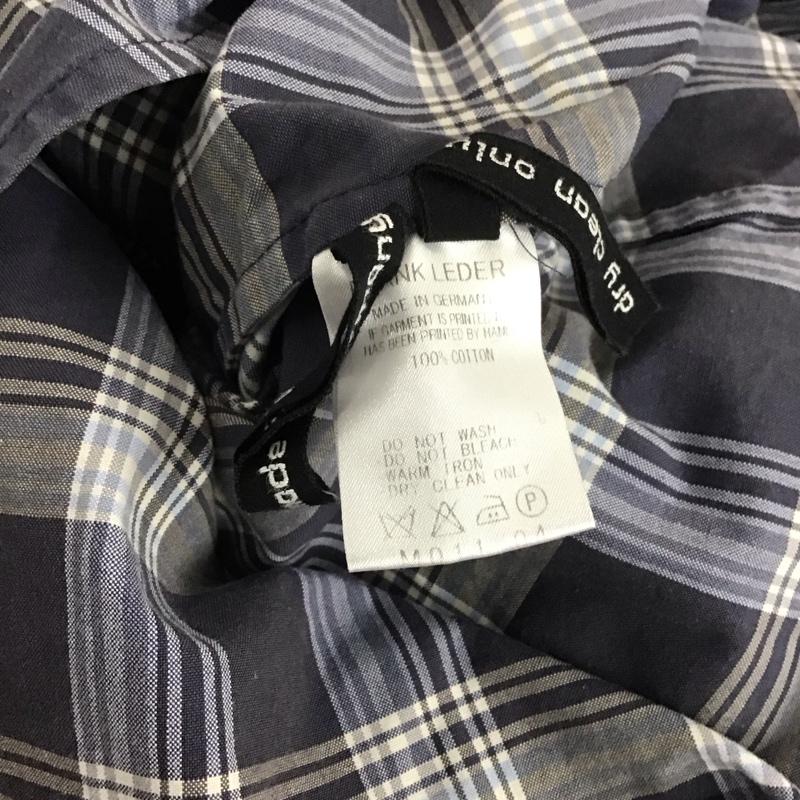 dry clean only
ANK LEDER
MADE IN GERMANY
IF GARMENT IS PRINTED IT
HAS BEEN PRINTED BY HAND
100% COTTON
DO NOT WASH
DO NOT BLEACH
WARM IRON
DRY CLEAN ONLY
P